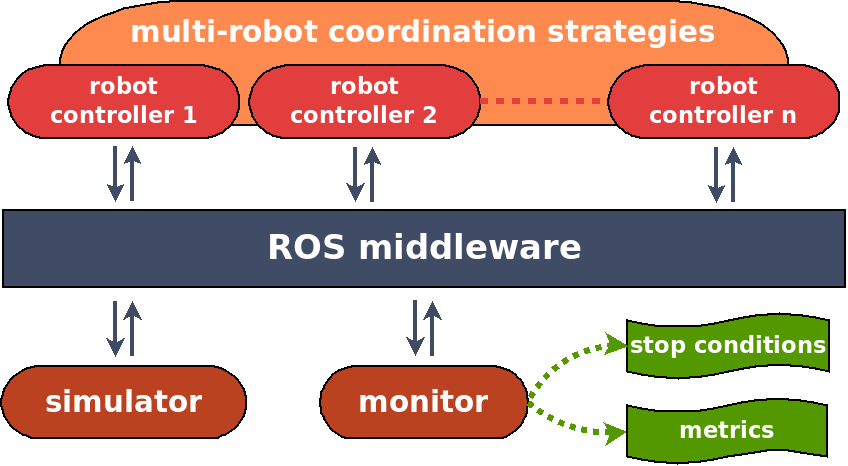 multi-robot coordination strategies
robot
controller 1
robot
controller 2
robot
controller n
ROS middleware
simulator
monitor
stop conditions
metrics